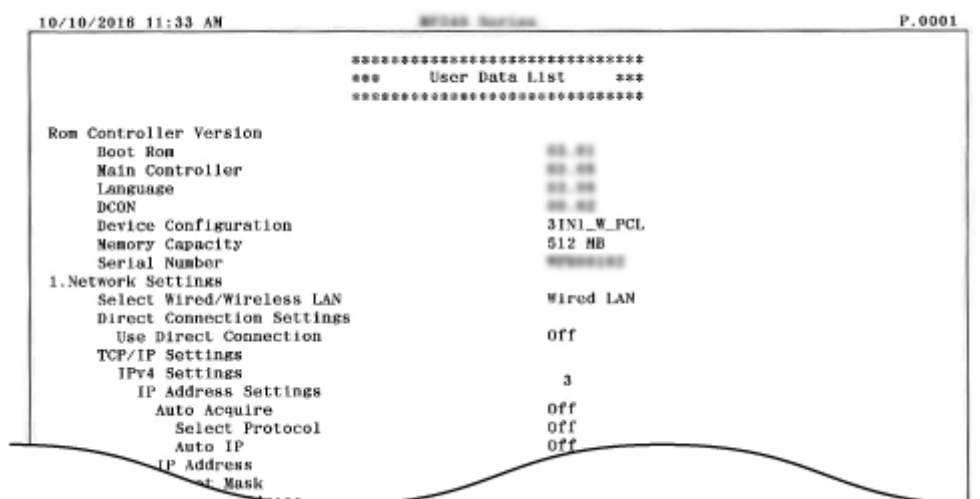 10/10/2016 11:33 AM P.0001
******************************
*** User Data List ***
******************************
Rom Controller Version
Boot Rom
Main Controller
Language
DCON
Device Configuration 3IN1_W_PCL
Memory Capacity 512 MB
Serial Number
1.Network Settings
Select Wired/Wireless LAN Wired LAN
Direct Connection Settings
Use Direct Connection Off
TCP/IP Settings
IPv4 Settings
3
IP Address Settings
Auto Acquire Off
Select Protocol Off
Auto IP Off
IP Address
Mask